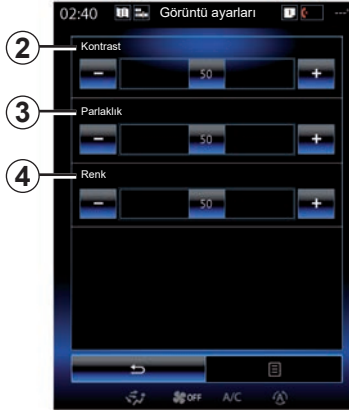 02:40 Görüntü ayarları
2 Kontrast
- 50 +
3 Parlaklık
- 50 +
4 Renk
- 50 +
OFF A/C